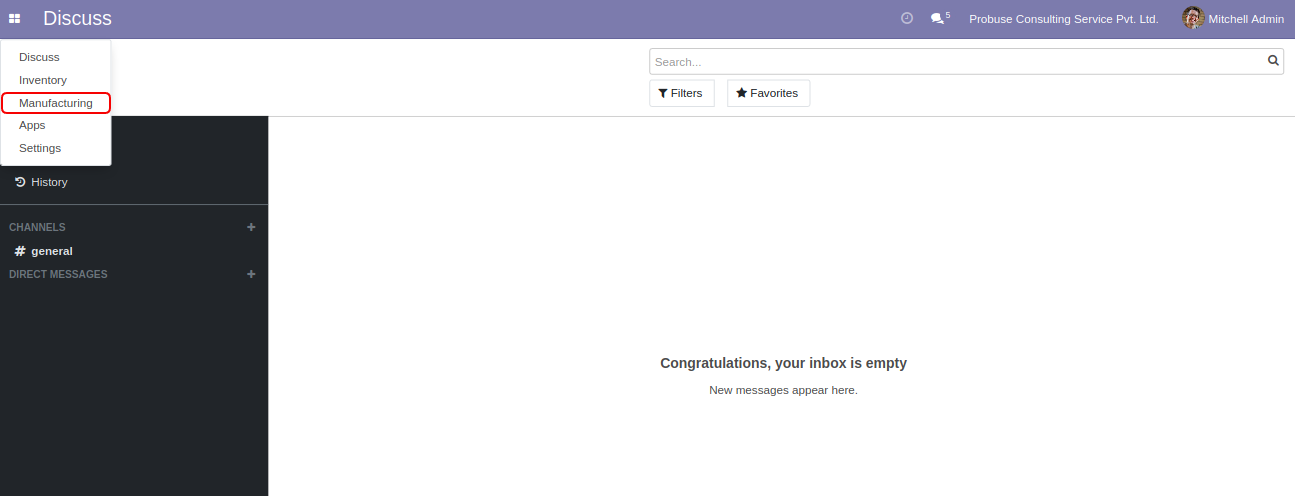 Discuss
5
Probuse Consulting Service Pvt. Ltd.
Mitchell Admin
Discuss
Inventory
Manufacturing
Apps
Settings
Search...
Filters
Favorites
History
CHANNELS
# general
DIRECT MESSAGES
Congratulations, your inbox is empty
New messages appear here.